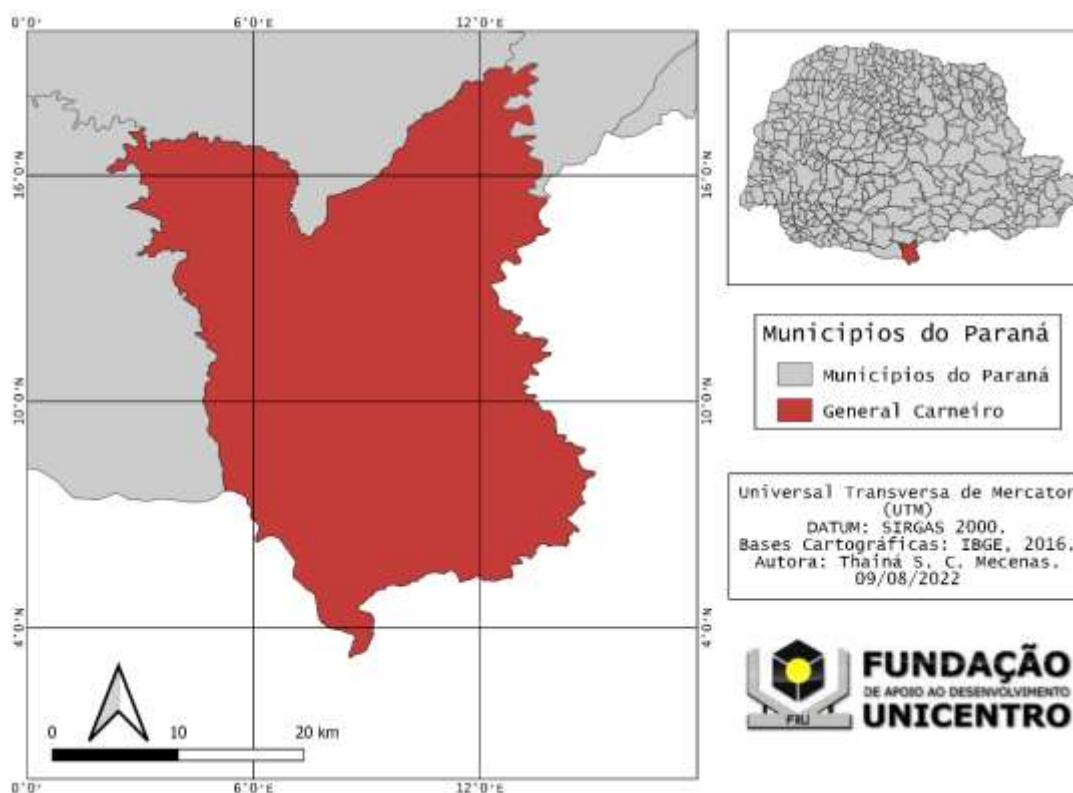 0°0'
6°0'E
12°0'E
16°0'N
16°0'N
10°0'N
10°0'N
4°0'N
4°0'N
0
10
20 km
0°0'
6°0'E
12°0'E
Municipios do Paraná
Municípios do Paraná
General Carneiro
Universal Transversa de Mercator
(UTM)
DATUM: SIRGAS 2000.
Bases Cartográficas: IBGE, 2016.
Autora: Thainá S. C. Mecenas.
09/08/2022
FUNDAÇÃO
DE APOIO AO DESENVOLVIMENTO
UNICENTRO